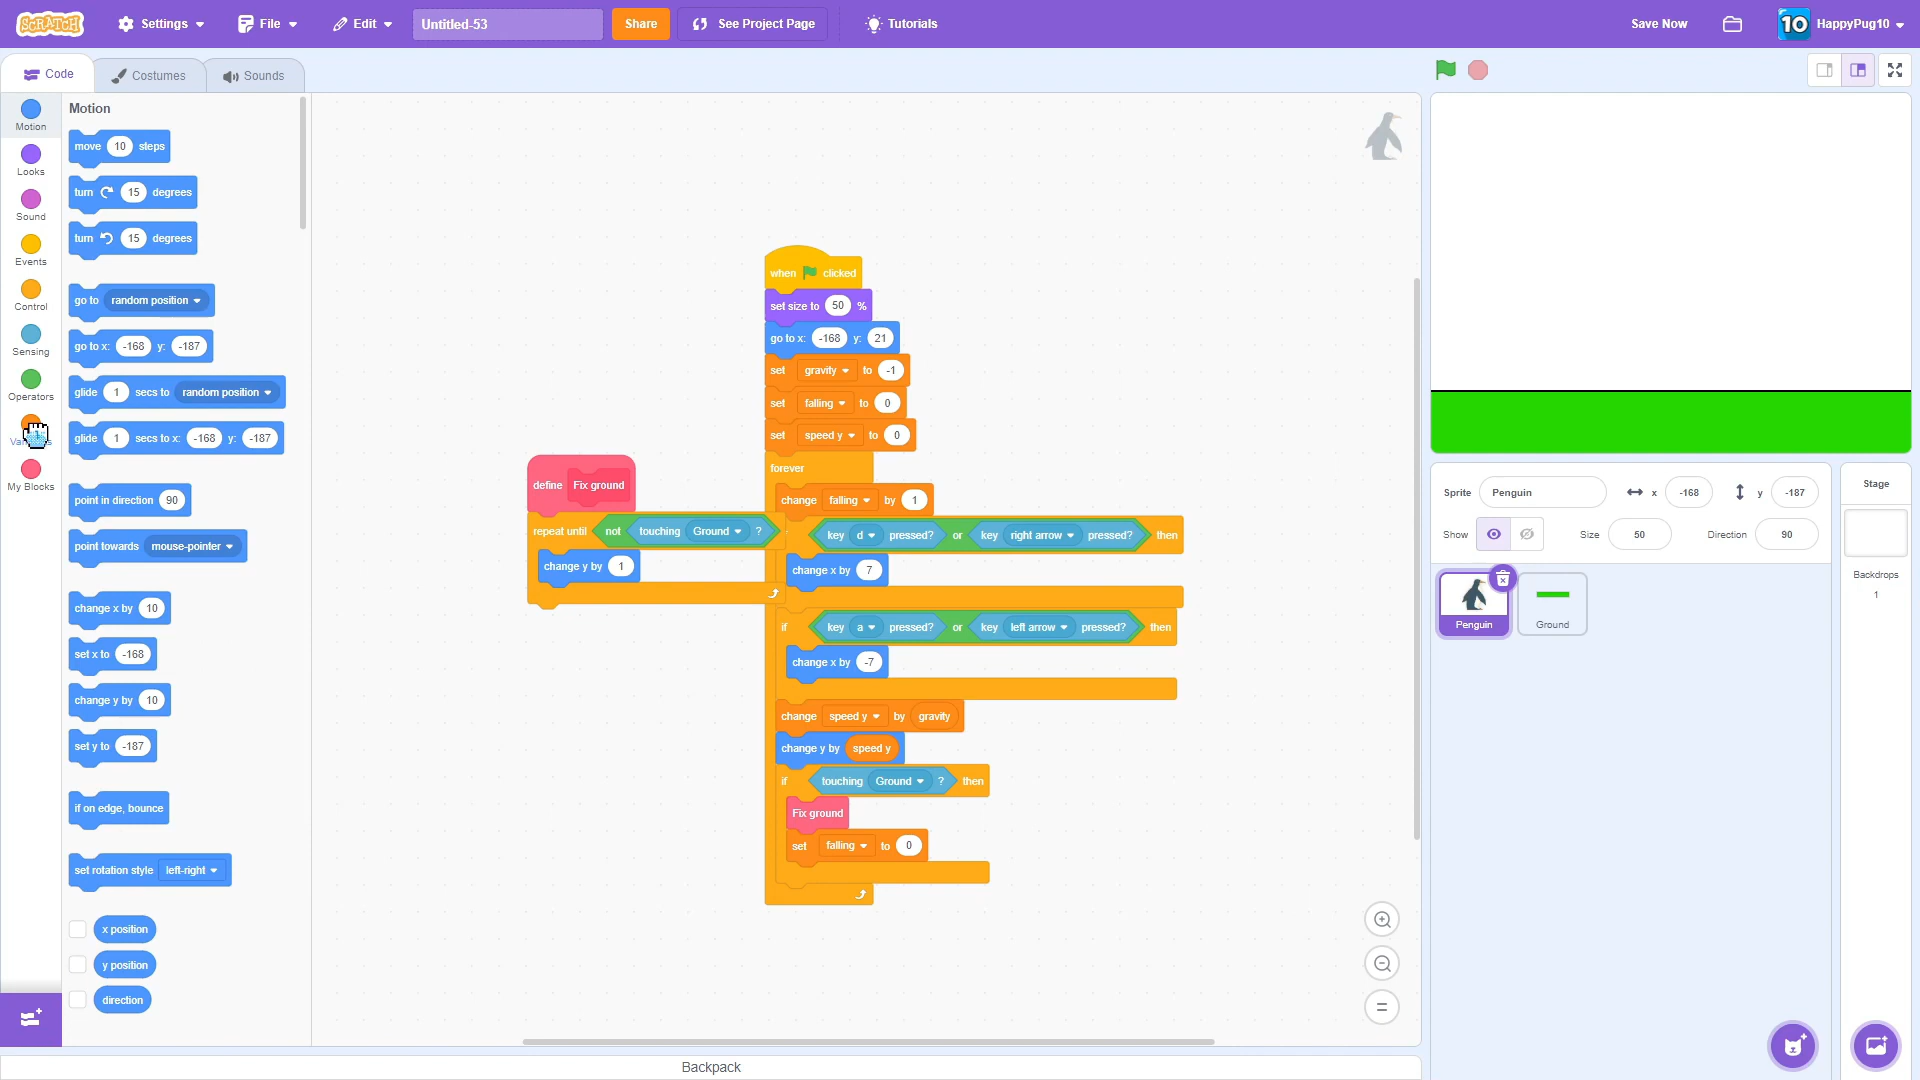 SCRATCH
Settings
File
Edit
Untitled-53
Share
See Project Page
Tutorials
Save Now
10
HappyPug10
Code
Costumes
Sounds
Motion
Looks
Sound
Events
Control
Sensing
Operators
My Blocks
Motion
move 10 steps
turn 15 degrees
turn 15 degrees
go to random position
go to x: -168 y: -187
glide 1 secs to random position
glide 1 secs to x: -168 y: -187
point in direction 90
point towards mouse-pointer
change x by 10
set x to -168
change y by 10
set y to -187
if on edge, bounce
set rotation style left-right
x position
y position
direction
define Fix ground
repeat until not touching Ground ?
change y by 1
when clicked
set size to 50 %
go to x: -168 y: 21
set gravity to -1
set falling to 0
set speed y to 0
forever
change falling by 1
key d pressed? or key right arrow pressed? then
change x by 7
if key a pressed? or key left arrow pressed? then
change x by -7
change speed y by gravity
change y by speed y
if touching Ground ? then
Fix ground
set falling to 0
Sprite Penguin x -168 y -187
Show Size 50 Direction 90
Penguin
Ground
Stage
Backdrops
1
Backpack